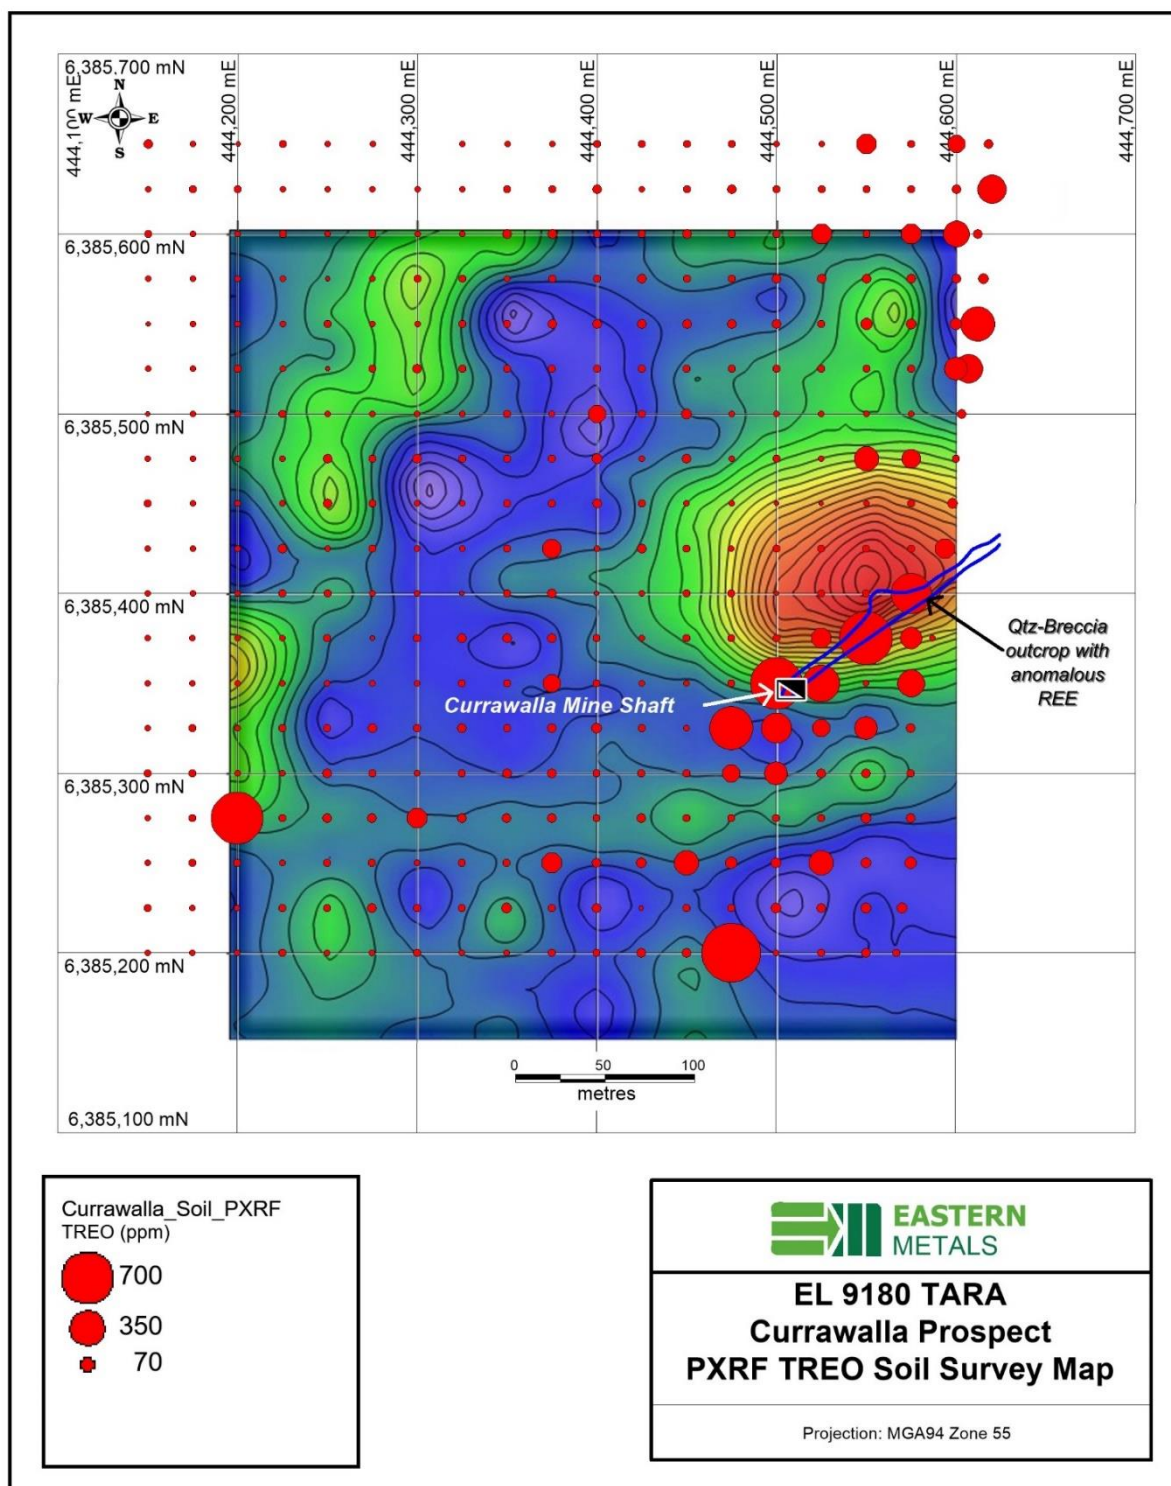 6,385,700 mN
444,100 mE
444,200 mE
444,300 mE
444,400 mE
444,500 mE
444,600 mE
444,700 mE
N
W E
S
6,385,600 mN
6,385,500 mN
6,385,400 mN
Qtz-Breccia
outcrop with
anomalous
REE
Currawalla Mine Shaft
6,385,300 mN
6,385,200 mN
0 50 100
metres
6,385,100 mN
Currawalla_Soil_PXRF
TREO (ppm)
700
350
70
EASTERN
METALS
EL 9180 TARA
Currawalla Prospect
PXRF TREO Soil Survey Map
Projection: MGA94 Zone 55